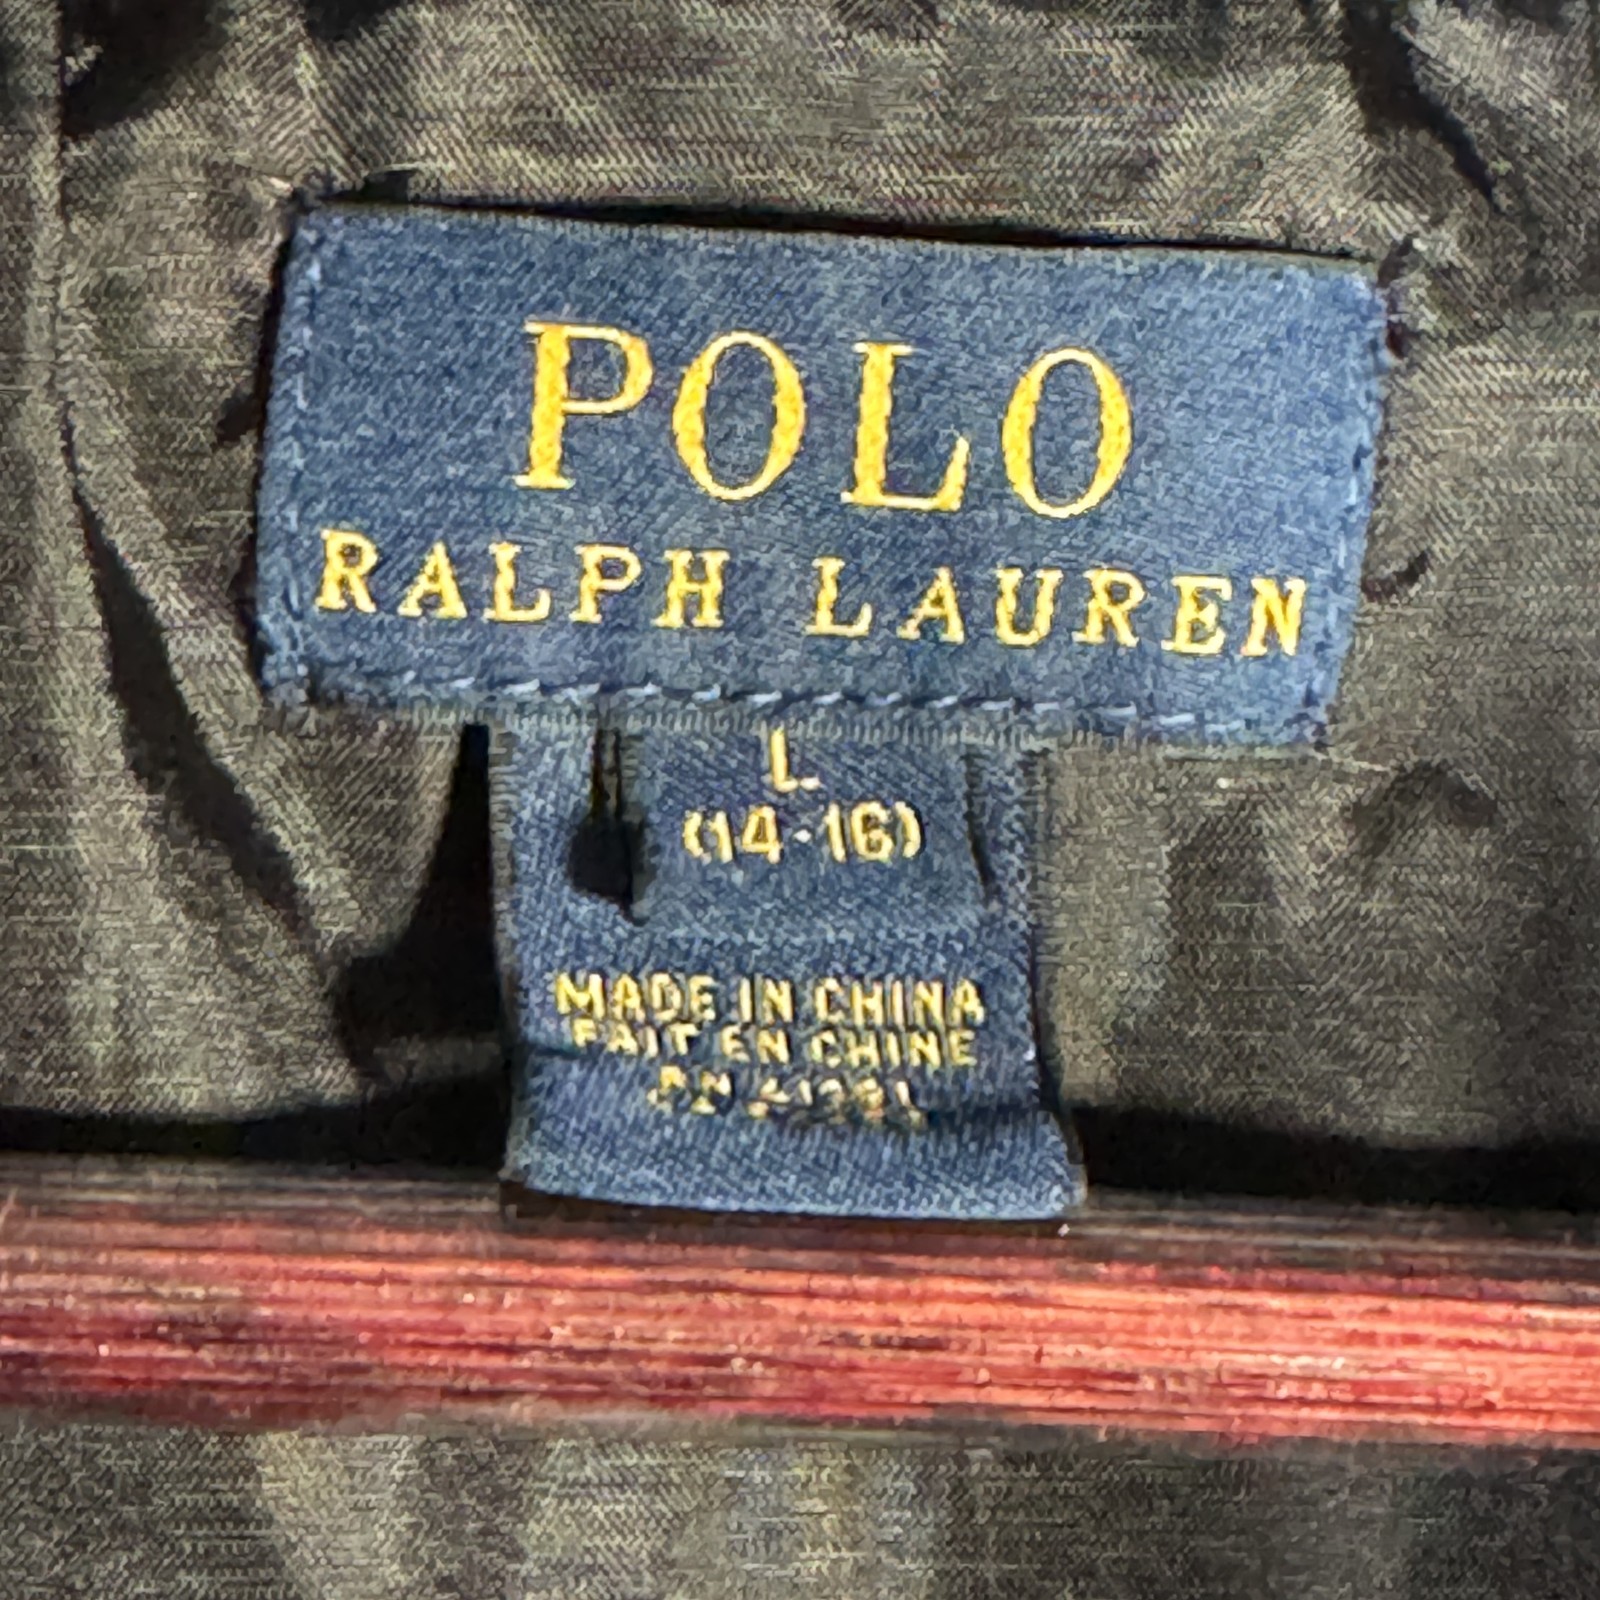 POLO
RALPH LAUREN
L
(14-16)
MADE IN CHINA
FAIT EN CHINE